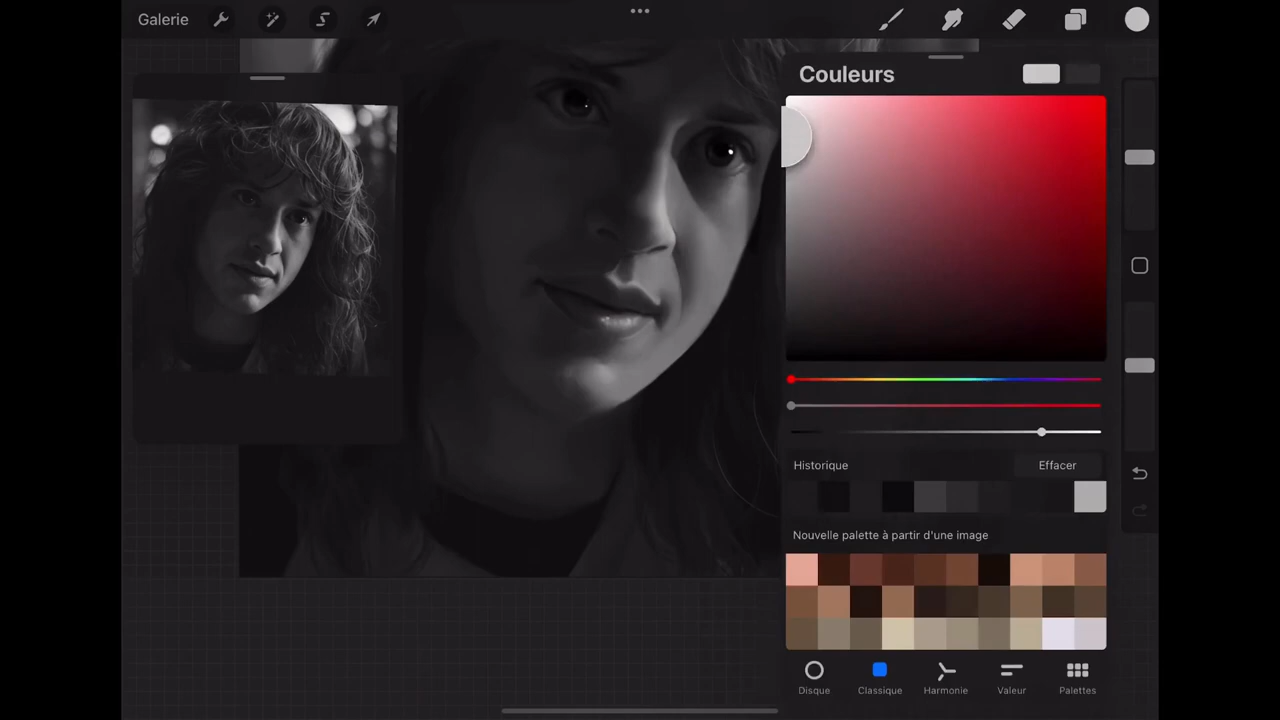 Galerie
Couleurs
Historique
Effacer
Nouvelle palette à partir d'une image
Disque
Classique
Harmonie
Valeur
Palettes